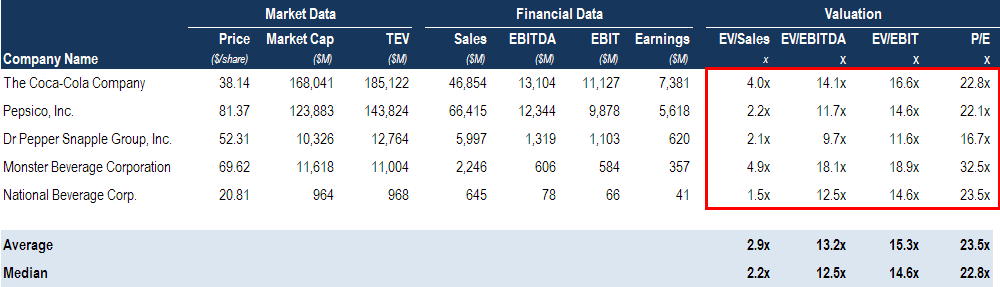 Market Data Financial Data Valuation
Price Market Cap TEV Sales EBITDA EBIT Earnings EV/Sales EV/EBITDA EV/EBIT P/E
Company Name ($/share) ($M) ($M) ($M) ($M) ($M) ($M) x x x x
The Coca-Cola Company 38.14 168,041 185,122 46,854 13,104 11,127 7,381 4.0x 14.1x 16.6x 22.8x
Pepsico, Inc. 81.37 123,883 143,824 66,415 12,344 9,878 5,618 2.2x 11.7x 14.6x 22.1x
Dr Pepper Snapple Group, Inc. 52.31 10,326 12,764 5,997 1,319 1,103 620 2.1x 9.7x 11.6x 16.7x
Monster Beverage Corporation 69.62 11,618 11,004 2,246 606 584 357 4.9x 18.1x 18.9x 32.5x
National Beverage Corp. 20.81 964 968 645 78 66 41 1.5x 12.5x 14.6x 23.5x
Average 2.9x 13.2x 15.3x 23.5x
Median 2.2x 12.5x 14.6x 22.8x